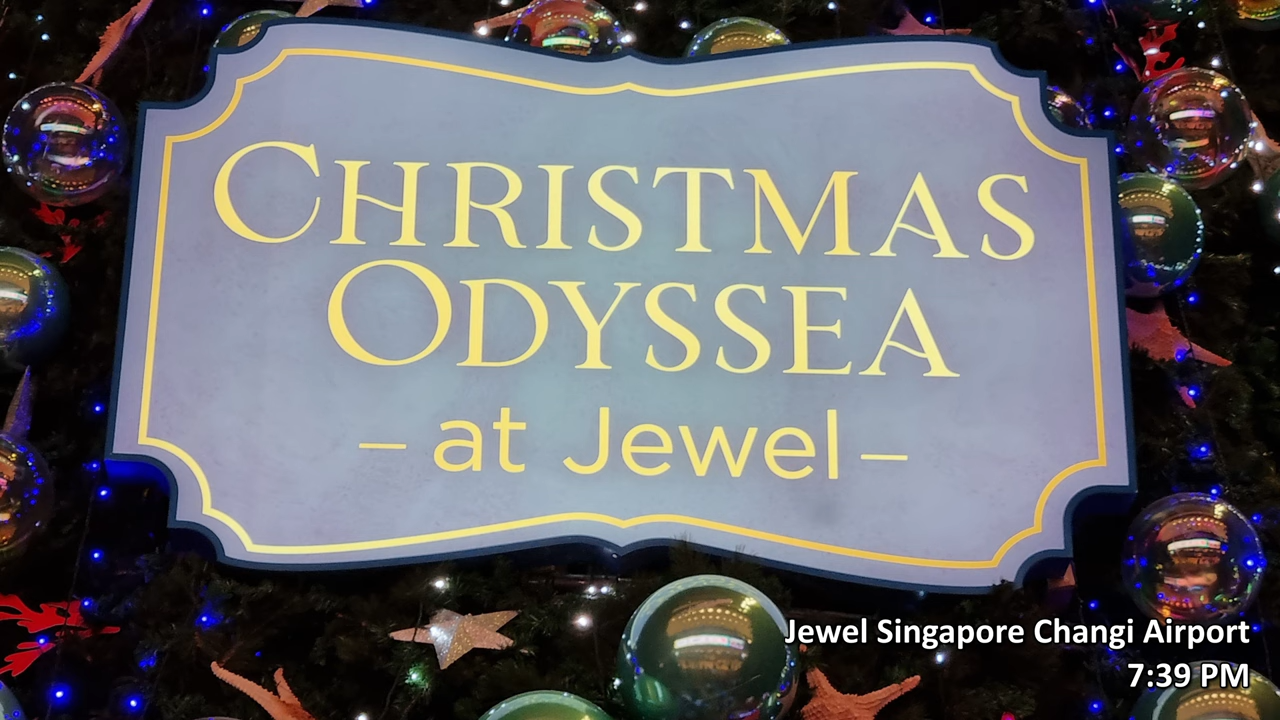 CHRISTMAS
ODYSSEA
– at Jewel –
Jewel Singapore Changi Airport
7:39 PM